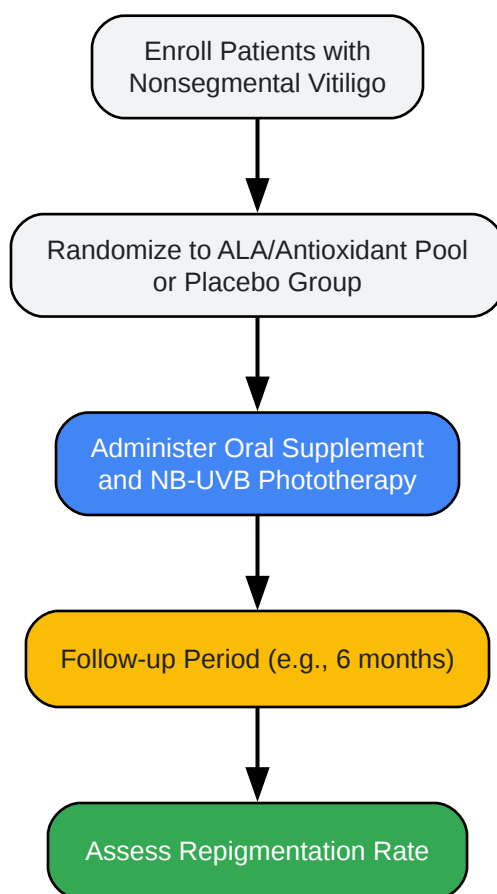 Enroll Patients with
Nonsegmental Vitiligo
Randomize to ALA/Antioxidant Pool
or Placebo Group
Administer Oral Supplement
and NB-UVB Phototherapy
Follow-up Period (e.g., 6 months)
Assess Repigmentation Rate